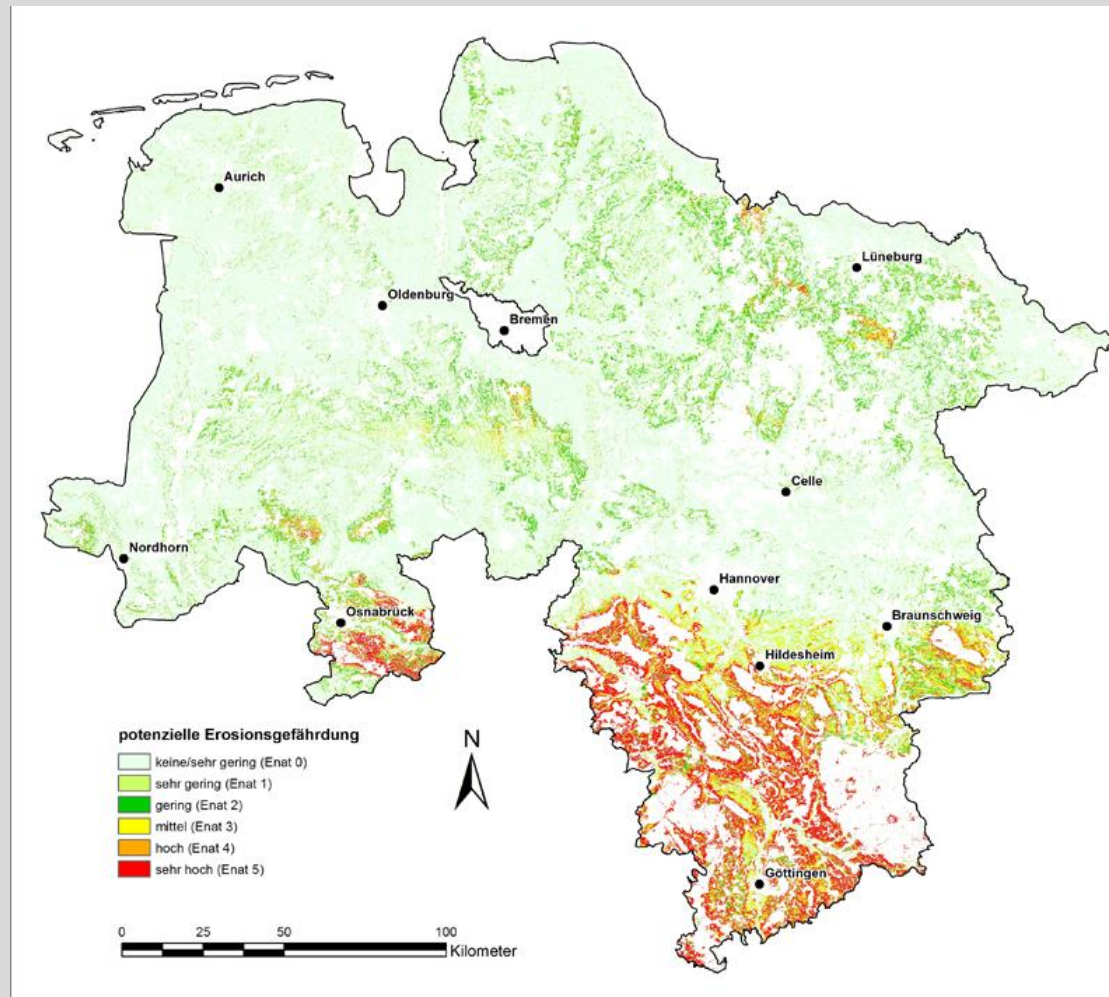 Aurich
Lüneburg
Oldenburg
Bremen
Celle
Nordhorn
Hannover
Osnabrück
Braunschweig
Hildesheim
potenzielle Erosionsgefährdung
N
keine/sehr gering (Enat 0)
sehr gering (Enat 1)
gering (Enat 2)
mittel (Enat 3)
hoch (Enat 4)
sehr hoch (Enat 5)
Göttingen
0 25 50 100
Kilometer